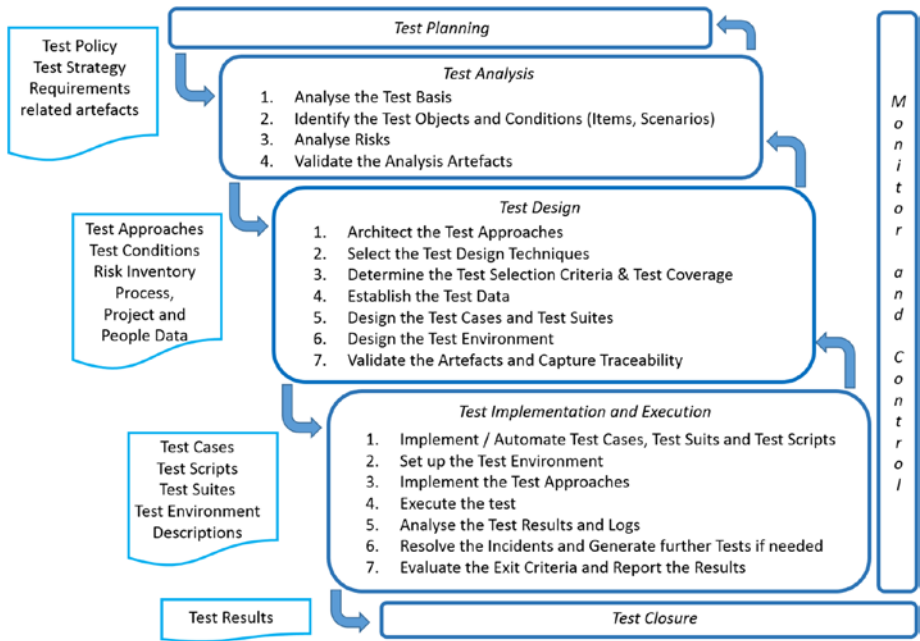 Test Planning
Test Policy
Test Strategy
Requirements
related artefacts
Test Analysis
1. Analyse the Test Basis
2. Identify the Test Objects and Conditions (Items, Scenarios)
3. Analyse Risks
4. Validate the Analysis Artefacts
Test Approaches
Test Conditions
Risk Inventory
Process,
Project and
People Data
Test Design
1. Architect the Test Approaches
2. Select the Test Design Techniques
3. Determine the Test Selection Criteria & Test Coverage
4. Establish the Test Data
5. Design the Test Cases and Test Suites
6. Design the Test Environment
7. Validate the Artefacts and Capture Traceability
Test Cases
Test Scripts
Test Suites
Test Environment
Descriptions
Test Implementation and Execution
1. Implement / Automate Test Cases, Test Suits and Test Scripts
2. Set up the Test Environment
3. Implement the Test Approaches
4. Execute the test
5. Analyse the Test Results and Logs
6. Resolve the Incidents and Generate further Tests if needed
7. Evaluate the Exit Criteria and Report the Results
Test Results
Test Closure
Monitor and Control